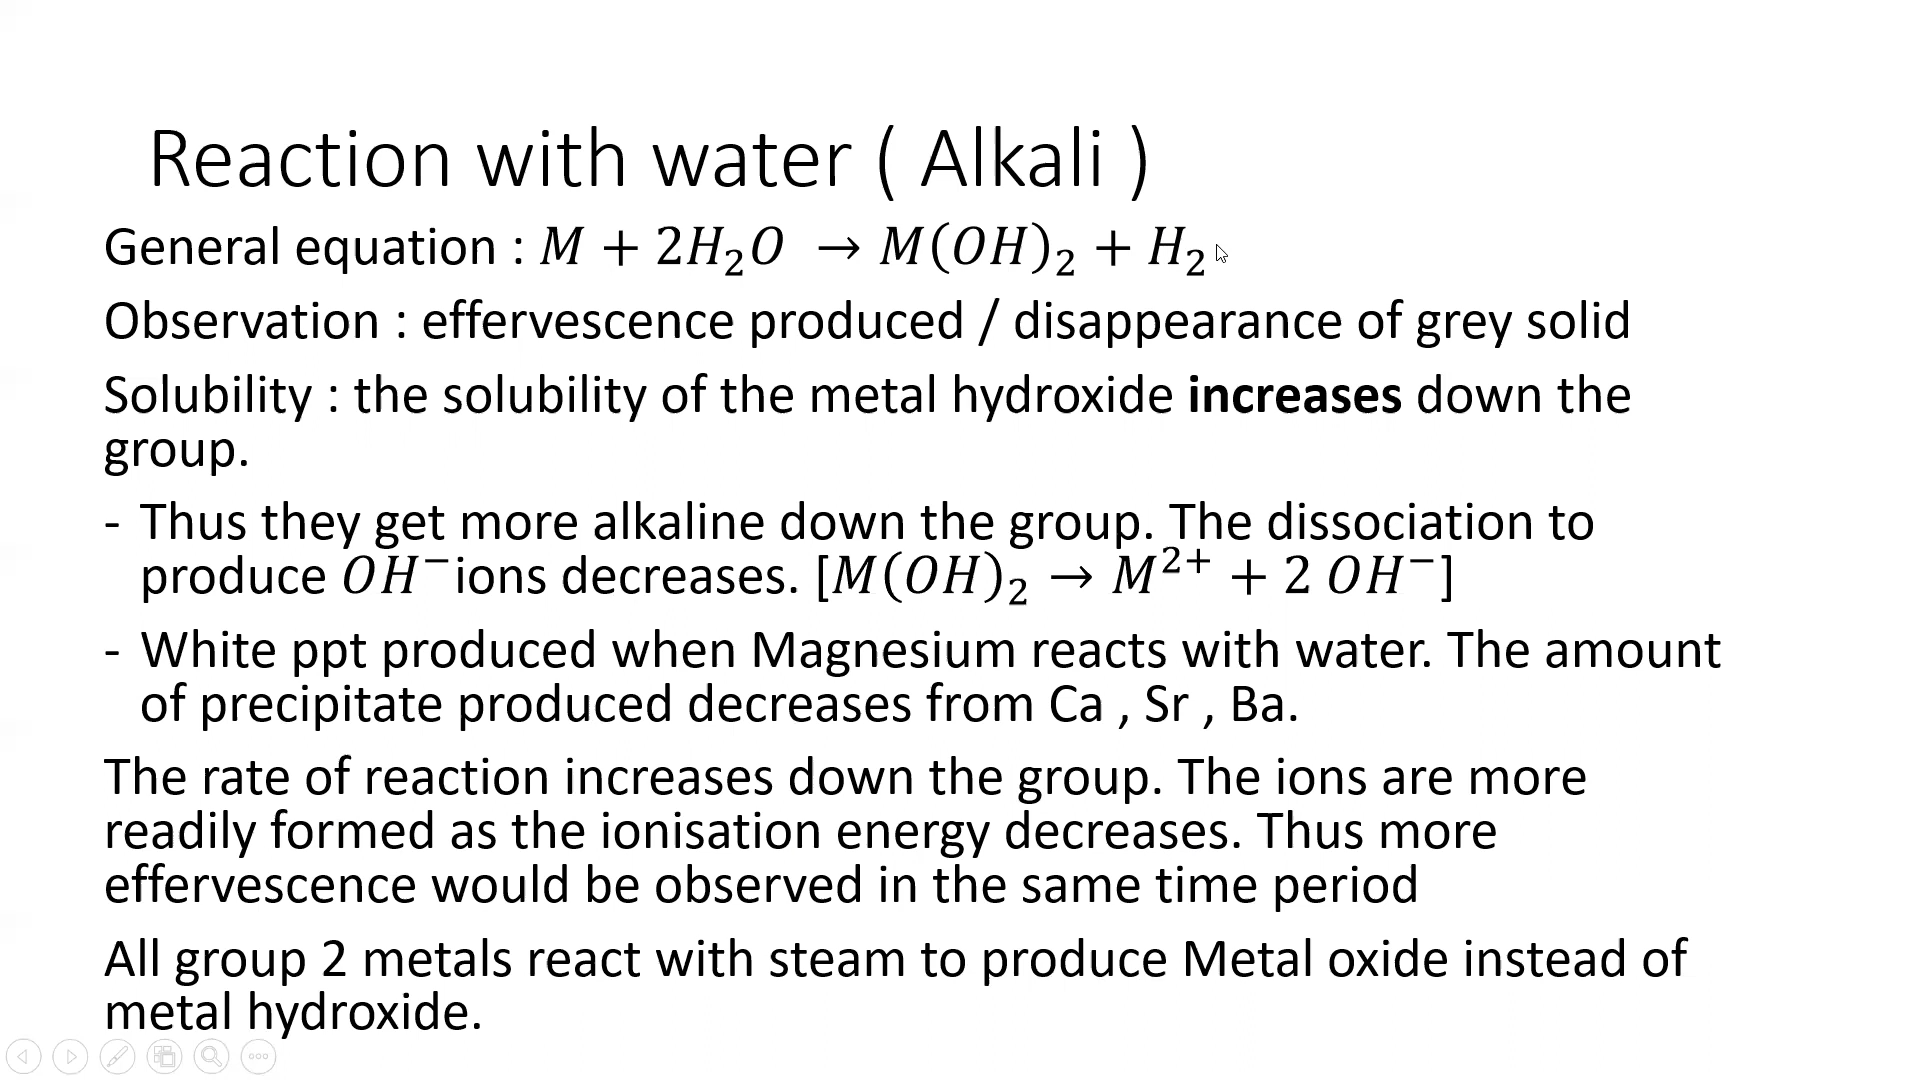 Reaction with water ( Alkali )
General equation : M + 2H₂O → M(OH)₂ + H₂
Observation : effervescence produced / disappearance of grey solid
Solubility : the solubility of the metal hydroxide increases down the
group.
- Thus they get more alkaline down the group. The dissociation to
produce OH⁻ions decreases. [M(OH)₂ → M²⁺ + 2 OH⁻]
- White ppt produced when Magnesium reacts with water. The amount
of precipitate produced decreases from Ca , Sr , Ba.
The rate of reaction increases down the group. The ions are more
readily formed as the ionisation energy decreases. Thus more
effervescence would be observed in the same time period
All group 2 metals react with steam to produce Metal oxide instead of
metal hydroxide.